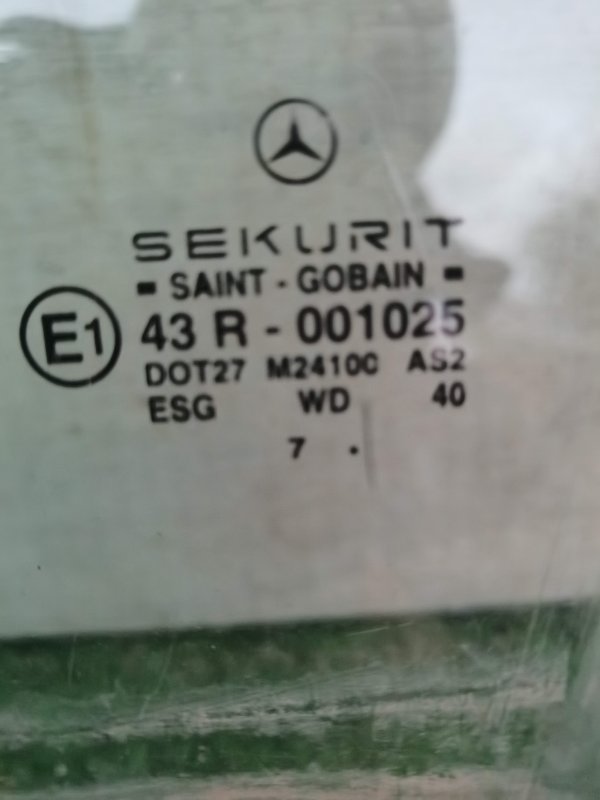 SEKURIT
- SAINT - GOBAIN -
E1 43 R - 001025
DOT27 M2410C AS2
ESG WD 40
7 .